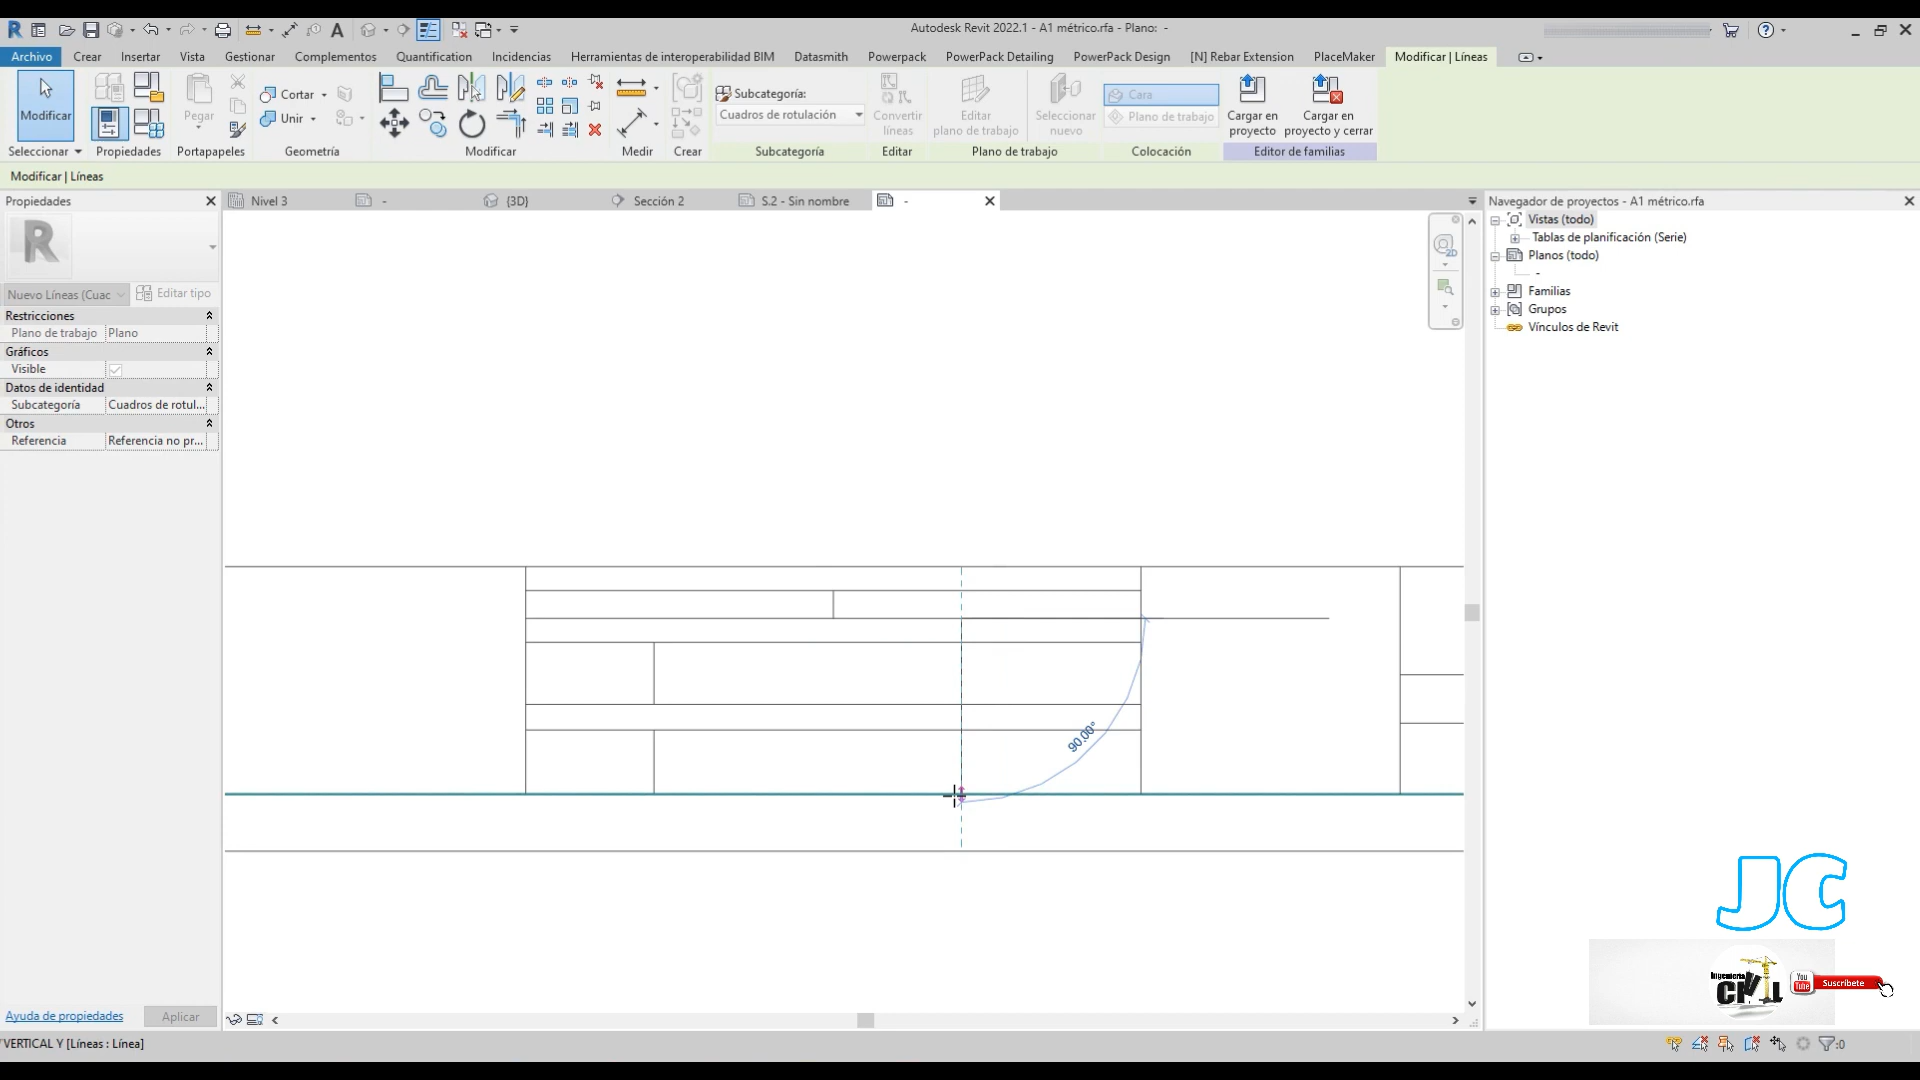 Autodesk Revit 2022.1 - A1 métrico.rfa - Plano: -
Archivo Crear Insertar Vista Gestionar Complementos Quantification Incidencias Herramientas de interoperabilidad BIM Datasmith Powerpack PowerPack Detailing PowerPack Design [N] Rebar Extension PlaceMaker Modificar | Líneas
Modificar
Pegar
Cortar
Unir
Subcategoría:
Cuadros de rotulación
Convertir líneas
Editar plano de trabajo
Seleccionar nuevo
Cara
Plano de trabajo
Cargar en proyecto
Cargar en proyecto y cerrar
Seleccionar Propiedades Portapapeles Geometría Modificar Medir Crear Subcategoría Editar Plano de trabajo Colocación Editor de familias
Modificar | Líneas
Propiedades
Nivel 3
-
{3D}
Sección 2
S.2 - Sin nombre
-
Navegador de proyectos - A1 métrico.rfa
R
Nuevo Líneas (Cuac
Editar tipo
Restricciones
Plano de trabajo Plano
Gráficos
Visible
Datos de identidad
Subcategoría Cuadros de rotul...
Otros
Referencia Referencia no pr...
Vistas (todo)
Tablas de planificación (Serie)
Planos (todo)
-
Familias
Grupos
Vínculos de Revit
2D
90.00°
JC
Ingeniería
CIVIL
You Tube
Suscríbete
Ayuda de propiedades
Aplicar
VERTICAL Y [Líneas : Línea]
:0